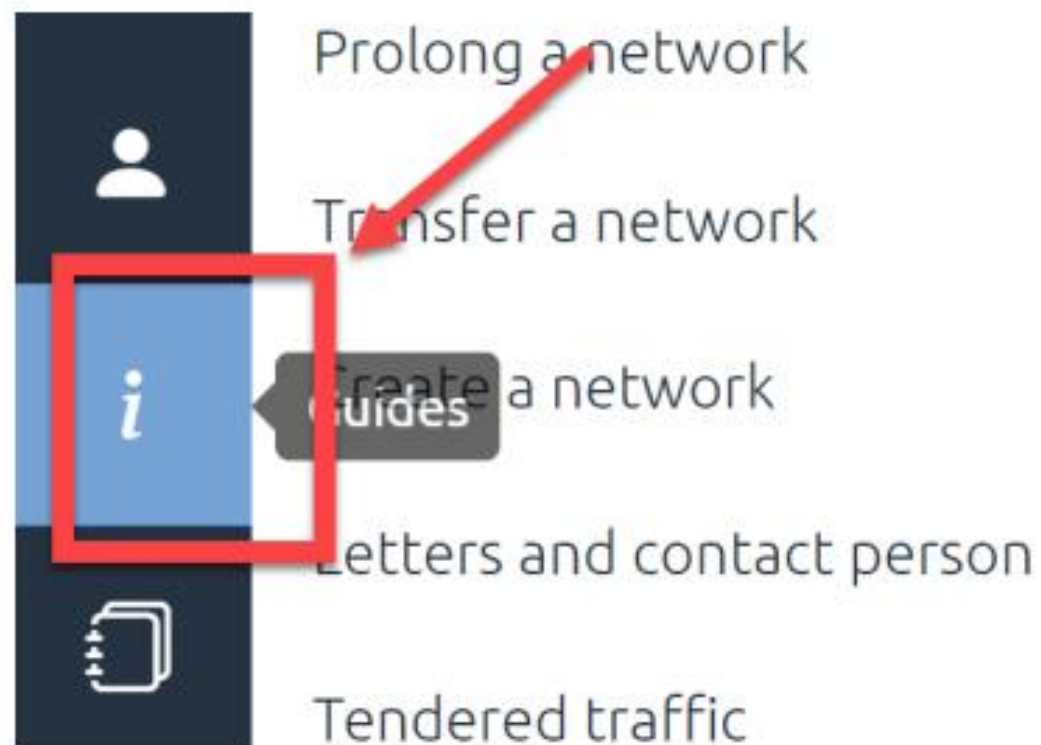 Prolong a network
Transfer a network
i
Create a network
Guides
Letters and contact person
Tendered traffic